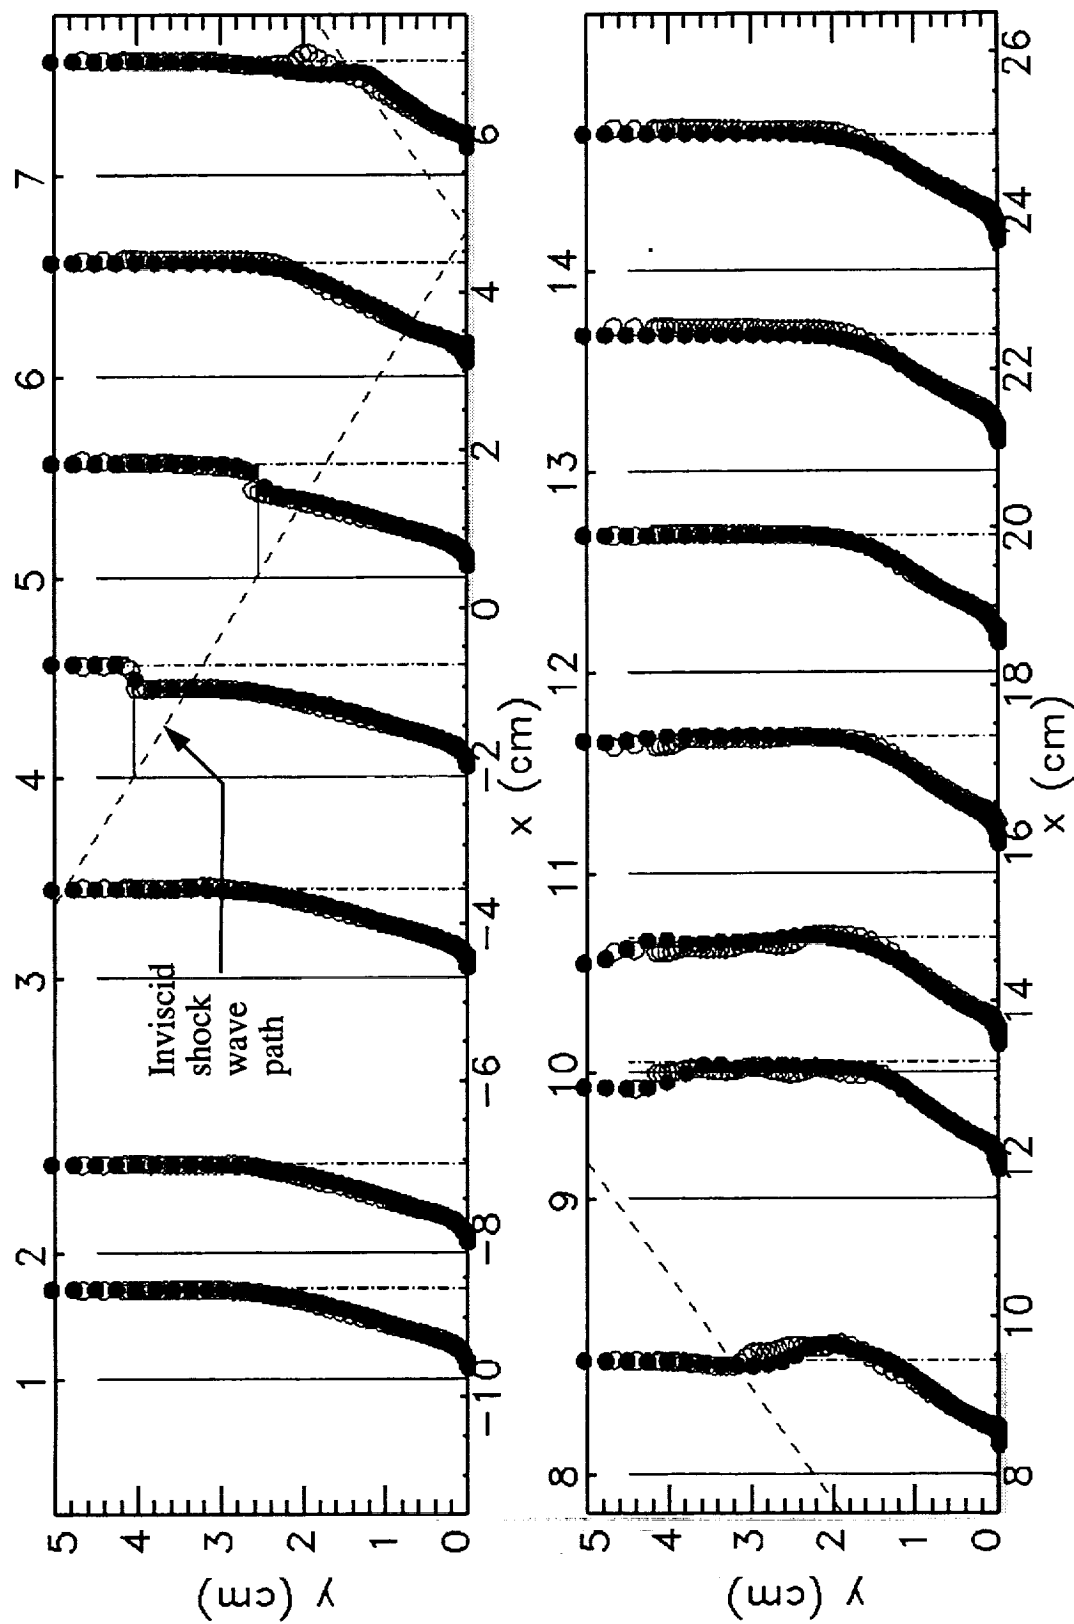 1 2 3 4 5 6 7
y (cm)
5
4
3
2
1
0
Inviscid
shock
wave
path
−10 −8 −6 −4 −2 0 2 4 6
x (cm)
8 9 10 11 12 13 14
y (cm)
5
4
3
2
1
0
8 10 12 14 16 18 20 22 24 26
x (cm)